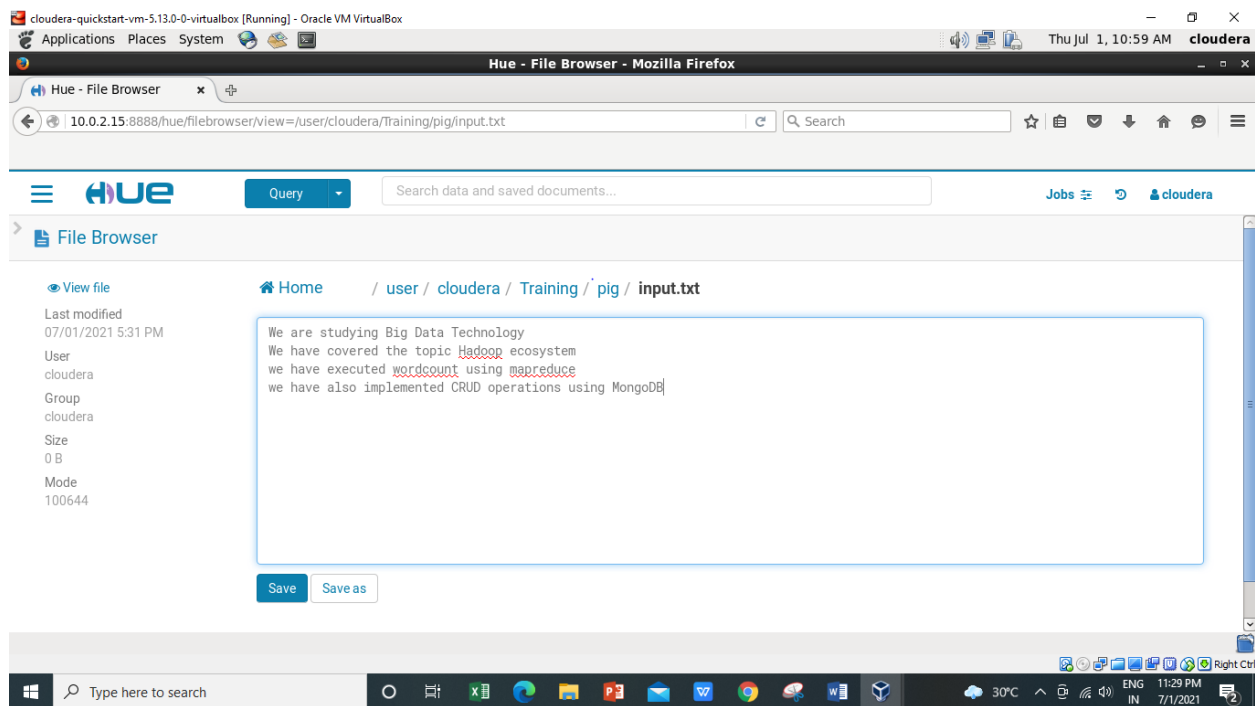 cloudera-quickstart-vm-5.13.0-0-virtualbox [Running] - Oracle VM VirtualBox
Applications Places System Thu Jul 1, 10:59 AM cloudera
Hue - File Browser - Mozilla Firefox
Hue - File Browser
10.0.2.15:8888/hue/filebrowser/view=/user/cloudera/Training/pig/input.txt Search
HUE Query Search data and saved documents... Jobs cloudera
File Browser
View file
Last modified
07/01/2021 5:31 PM
User
cloudera
Group
cloudera
Size
0 B
Mode
100644
Home / user / cloudera / Training / pig / input.txt
We are studying Big Data Technology
We have covered the topic Hadoop ecosystem
we have executed wordcount using mapreduce
we have also implemented CRUD operations using MongoDB
Save Save as
Right Ctrl
Type here to search 30°C ENG 11:29 PM
IN 7/1/2021 2